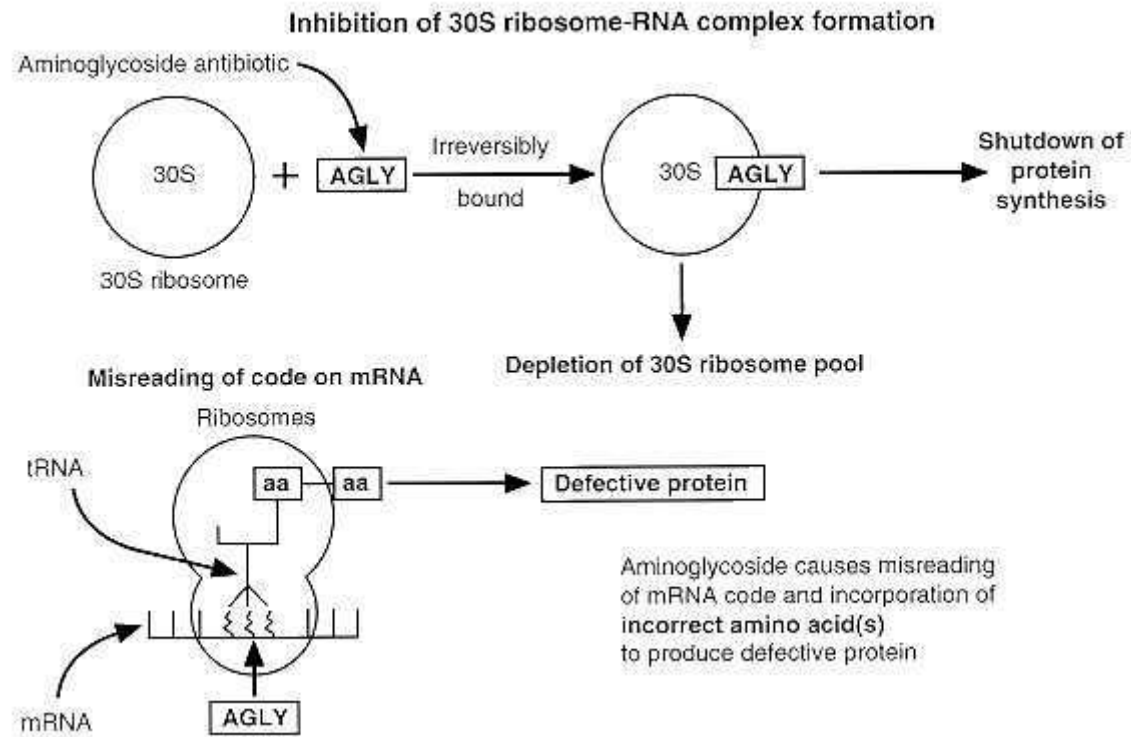 Inhibition of 30S ribosome-RNA complex formation
Aminoglycoside antibiotic
30S
+
AGLY
Irreversibly
bound
30S
AGLY
Shutdown of
protein
synthesis
30S ribosome
Depletion of 30S ribosome pool
Misreading of code on mRNA
Ribosomes
tRNA
aa
aa
Defective protein
Aminoglycoside causes misreading
of mRNA code and incorporation of
incorrect amino acid(s)
to produce defective protein
mRNA
AGLY